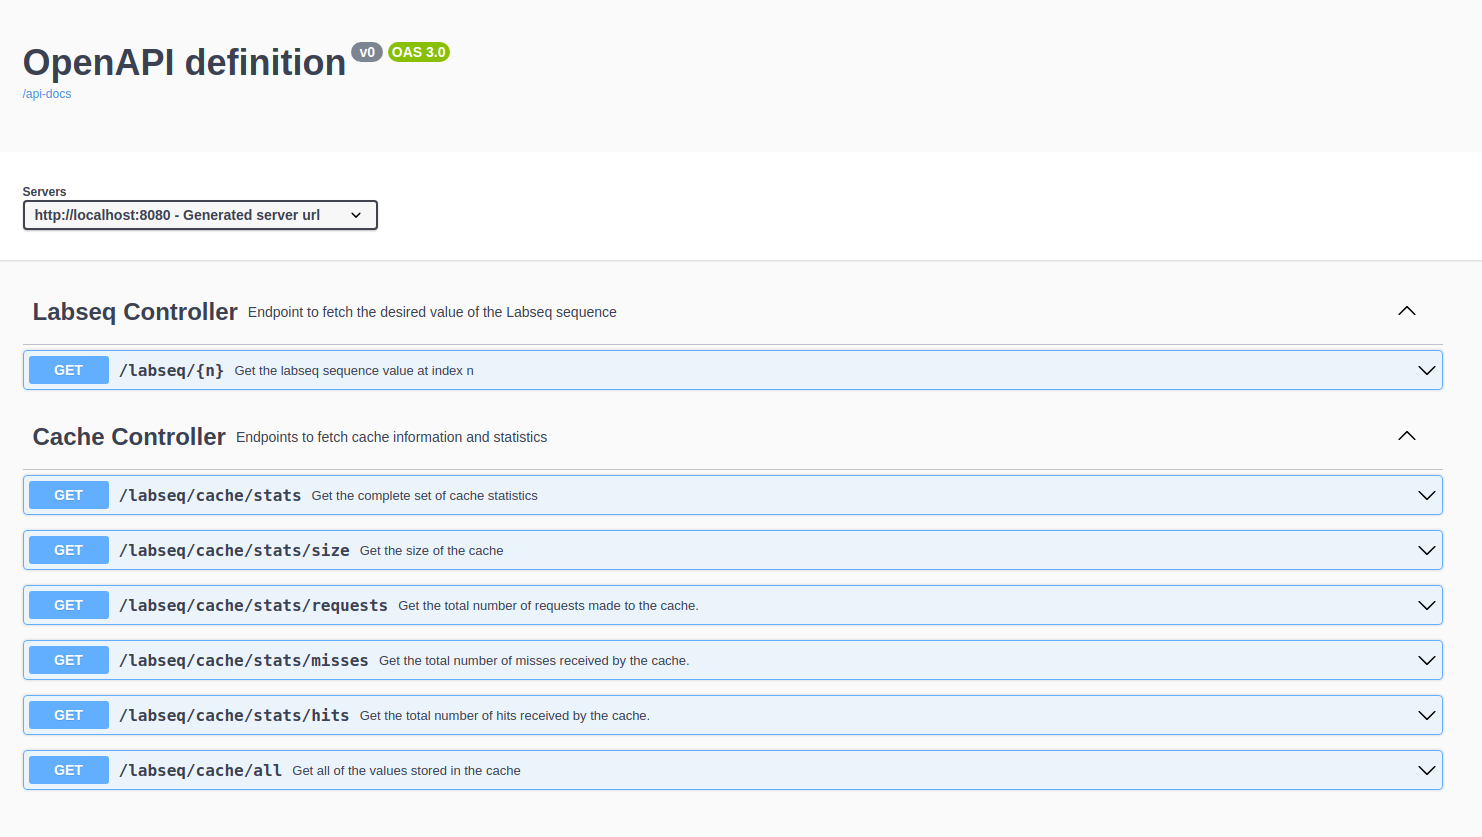 OpenAPI definition v0 OAS 3.0
/api-docs
Servers
http://localhost:8080 - Generated server url
Labseq Controller Endpoint to fetch the desired value of the Labseq sequence
GET /labseq/{n} Get the labseq sequence value at index n
Cache Controller Endpoints to fetch cache information and statistics
GET /labseq/cache/stats Get the complete set of cache statistics
GET /labseq/cache/stats/size Get the size of the cache
GET /labseq/cache/stats/requests Get the total number of requests made to the cache.
GET /labseq/cache/stats/misses Get the total number of misses received by the cache.
GET /labseq/cache/stats/hits Get the total number of hits received by the cache.
GET /labseq/cache/all Get all of the values stored in the cache